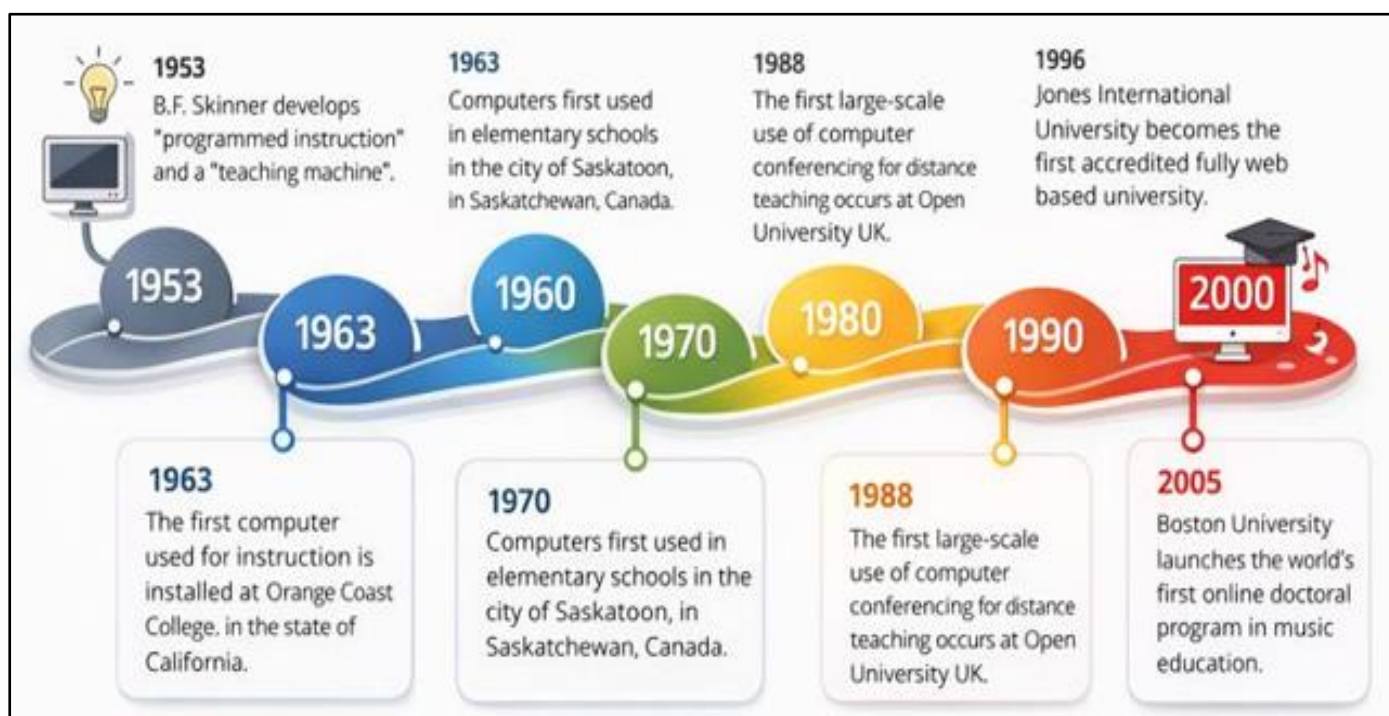 1953
B.F. Skinner develops
"programmed instruction"
and a "teaching machine".
1963
Computers first used
in elementary schools
in the city of Saskatoon,
in Saskatchewan, Canada.
1988
The first large-scale
use of computer
conferencing for distance
teaching occurs at Open
University UK.
1996
Jones International
University becomes the
first accredited fully web
based university.
1953
1963
1960
1970
1980
1990
2000
1963
The first computer
used for instruction is
installed at Orange Coast
College. in the state of
California.
1970
Computers first used in
elementary schools in the
city of Saskatoon, in
Saskatchewan, Canada.
1988
The first large-scale
use of computer
conferencing for distance
teaching occurs at Open
University UK.
2005
Boston University
launches the world's
first online doctoral
program in music
education.